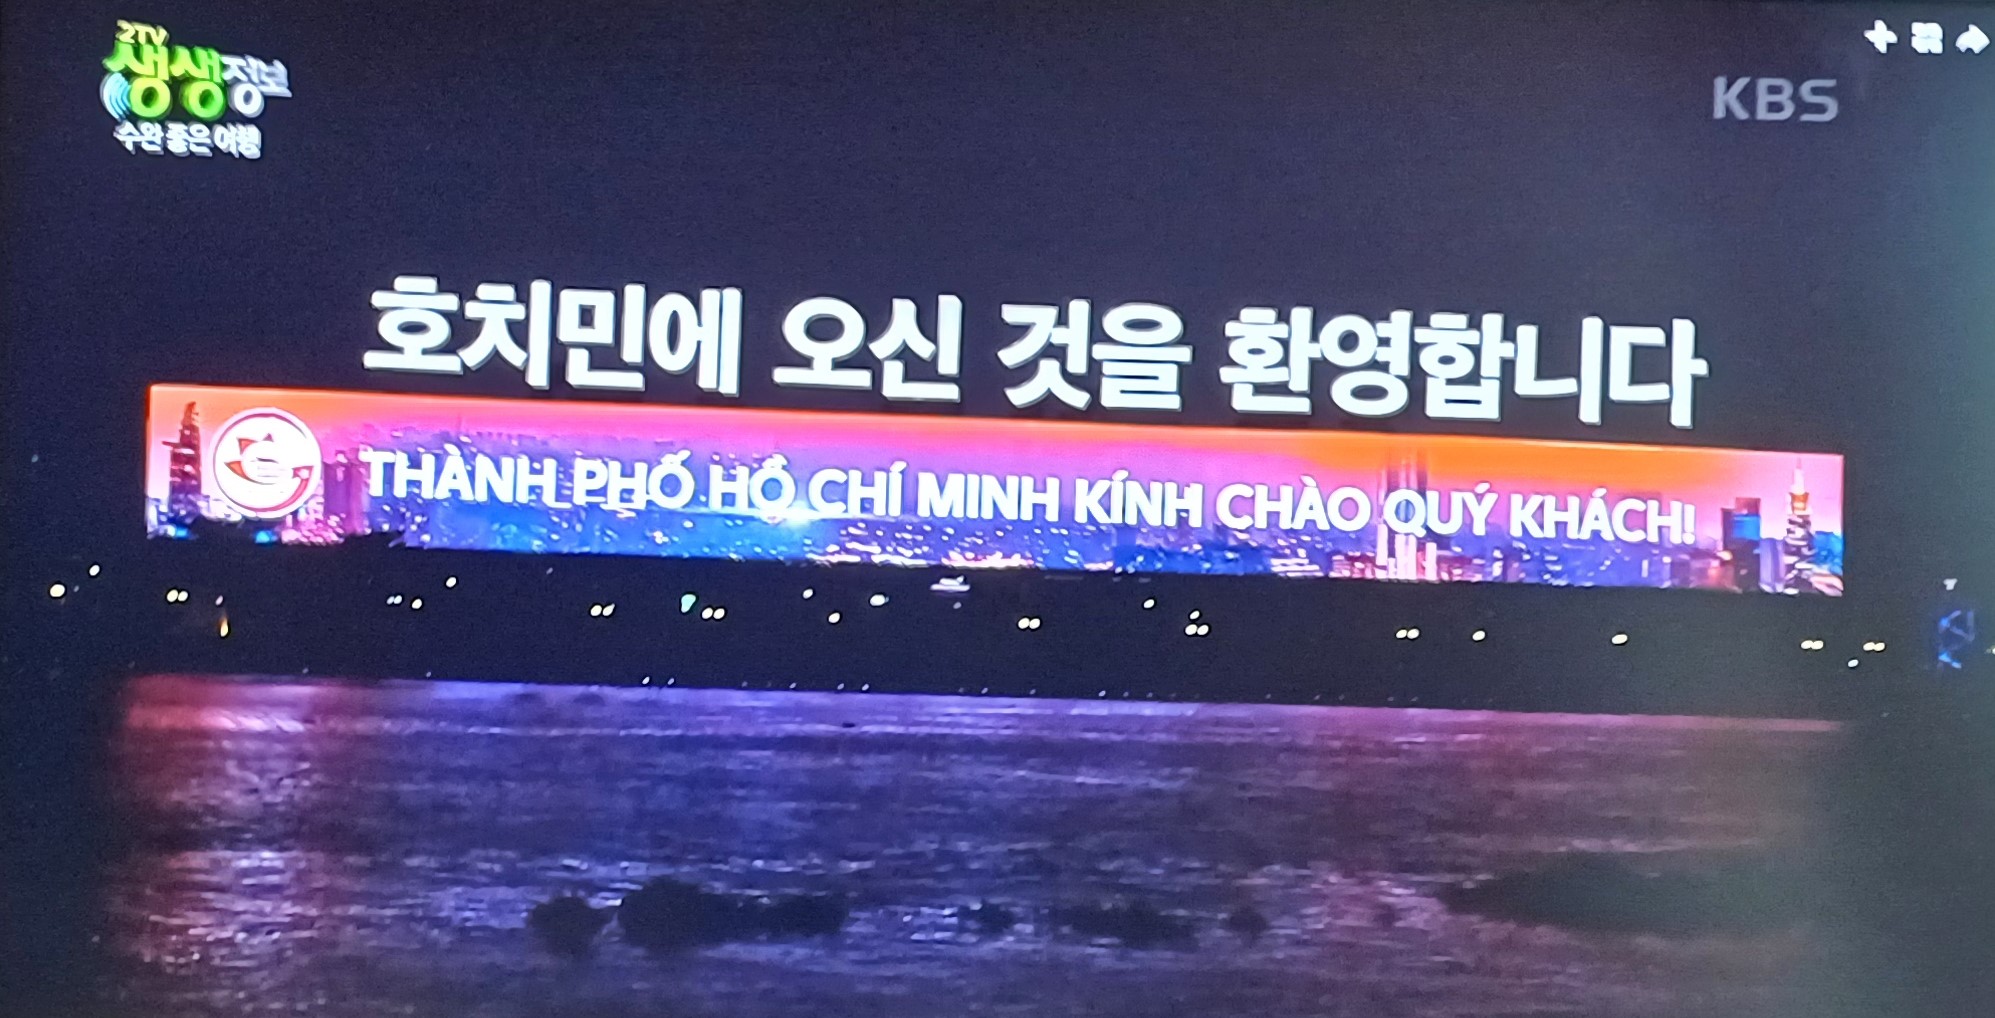 2TV
생생정보
수완 좋은 여행
KBS
호치민에 오신 것을 환영합니다
THÀNH PHỐ HỒ CHÍ MINH KÍNH CHÀO QUÝ KHÁCH!